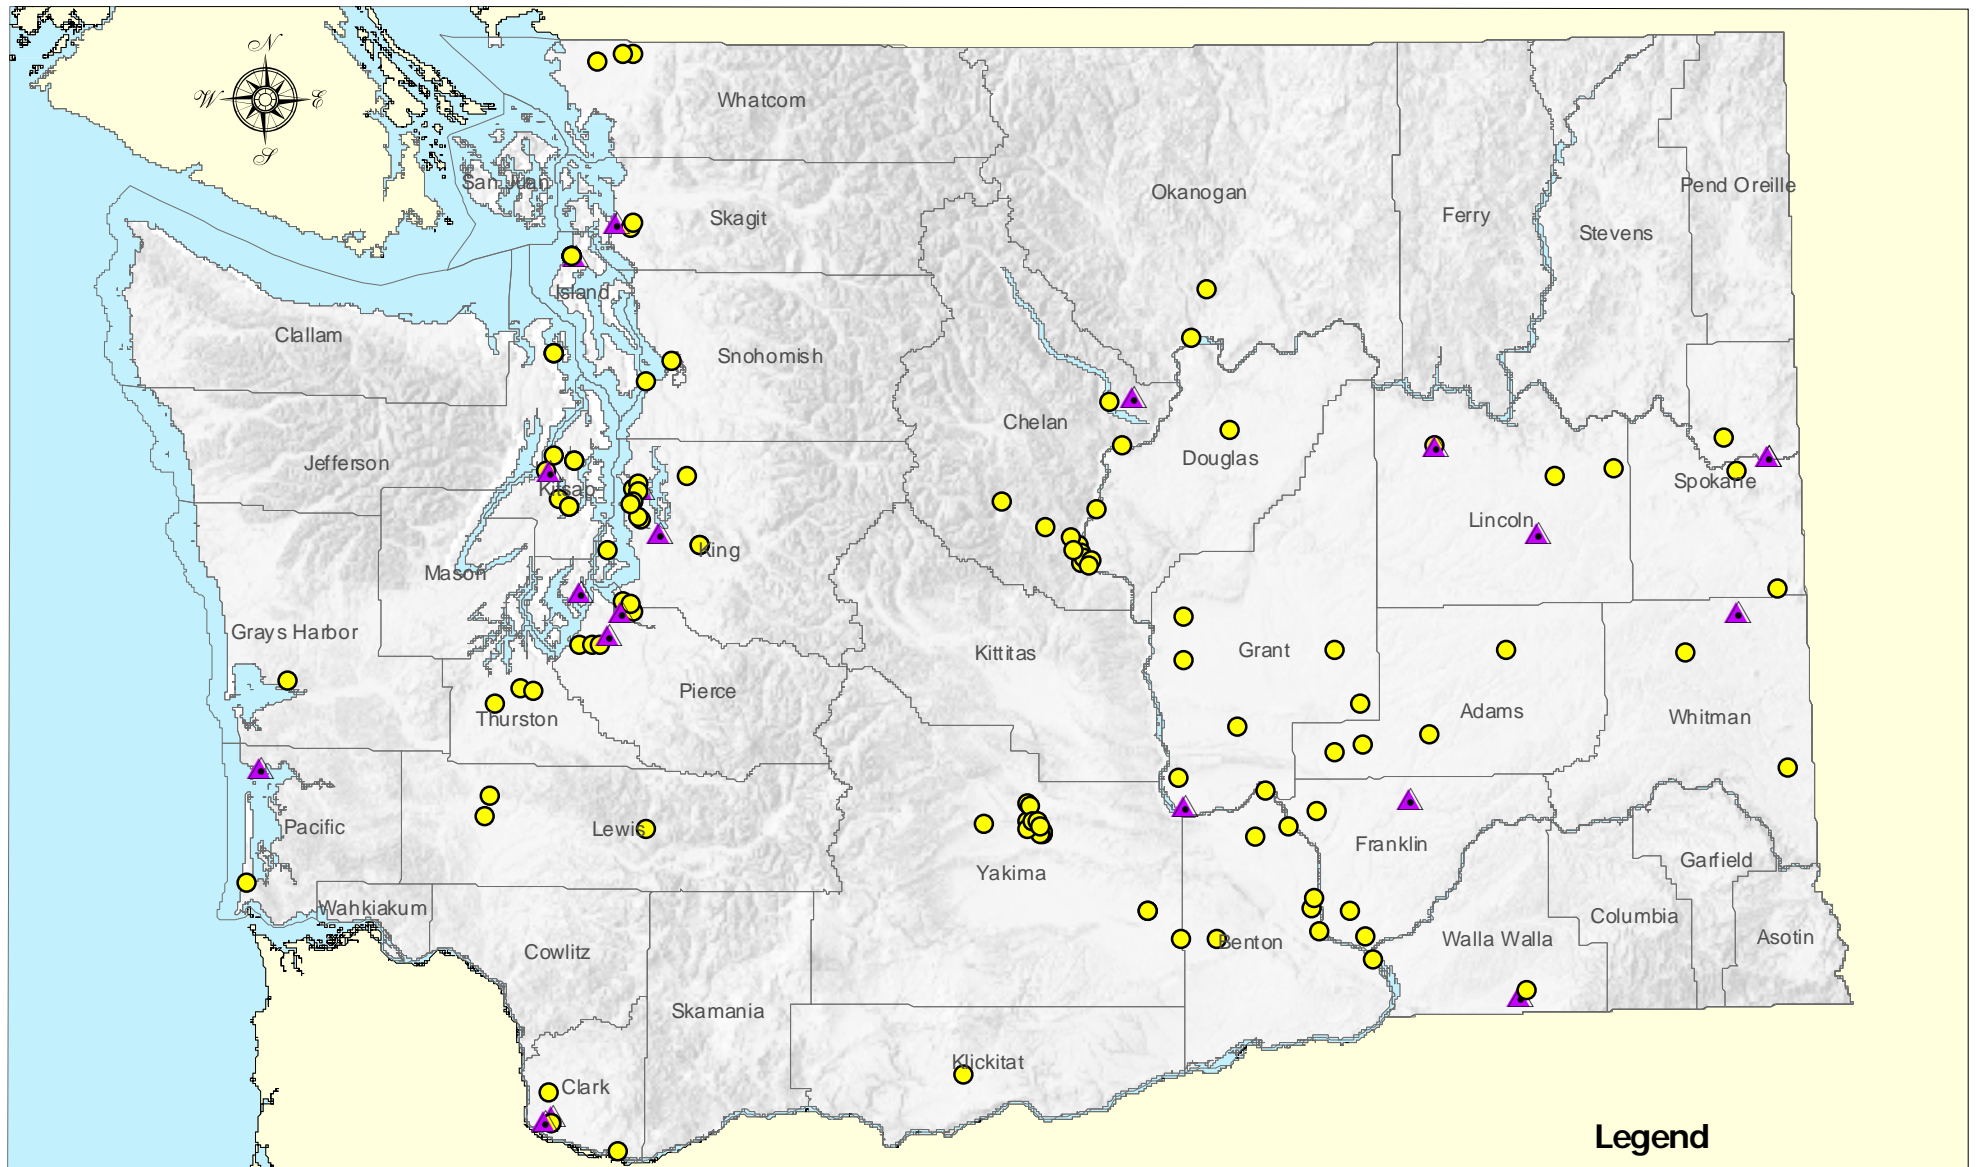 N
W E
S
Whatcom
San Juan
Skagit
Okanogan
Ferry
Pend Oreille
Stevens
Island
Clallam
Snohomish
Chelan
Douglas
Jefferson
Kitsap
Spokane
Lincoln
King
Mason
Grays Harbor
Kittitas
Grant
Pierce
Thurston
Adams
Whitman
Pacific
Lewis
Yakima
Franklin
Garfield
Wahkiakum
Columbia
Cowlitz
Benton
Walla Walla
Asotin
Skamania
Klickitat
Clark
Legend